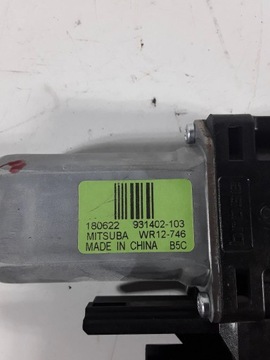 180622 931402-103
MITSUBA WR12-746
MADE IN CHINA B5C